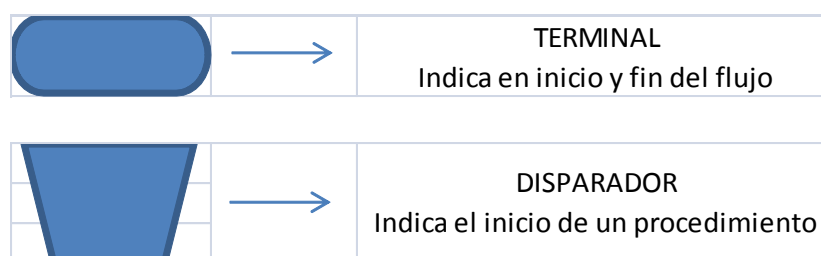 TERMINAL
Indica en inicio y fin del flujo
DISPARADOR
Indica el inicio de un procedimiento